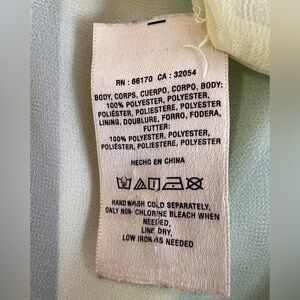 RN : 66170 CA : 32054
BODY, CORPS, CUERPO, CORPO, BODY:
100% POLYESTER, POLYESTER,
POLIÉSTER, POLIESTERE, POLYESTER
LINING, DOUBLURE, FORRO, FODERA,
FUTTER:
100% POLYESTER, POLYESTER,
POLIÉSTER, POLIESTERE, POLYESTER
HECHO EN CHINA
HAND WASH COLD SEPARATELY,
ONLY NON CHLORINE BLEACH WHEN
NEEDED,
LINE DRY,
LOW IRON AS NEEDED